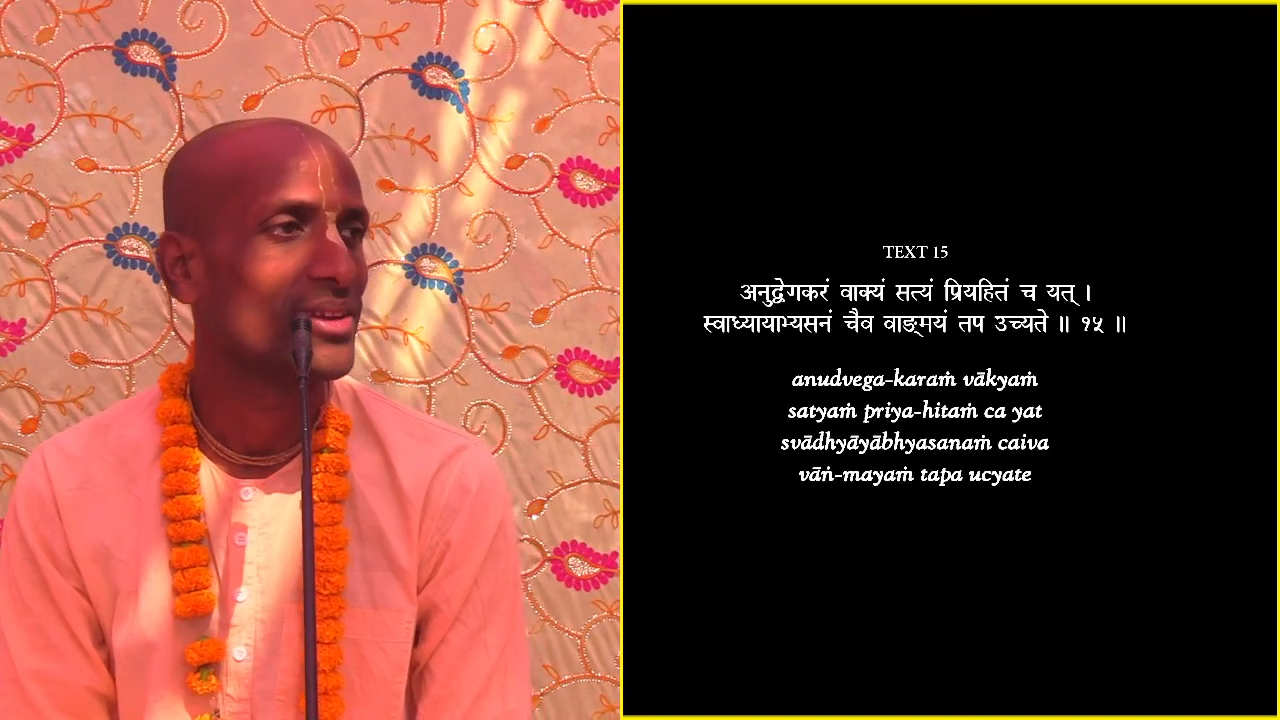 TEXT 15
अनुद्वेगकरं वाक्यं सत्यं प्रियहितं च यत् ।
स्वाध्यायाभ्यसनं चैव वाङ्‍मयं तप उच्यते ॥ १५ ॥
anudvega-karaṁ vākyaṁ
satyaṁ priya-hitaṁ ca yat
svādhyāyābhyasanaṁ caiva
vāṅ-mayaṁ tapa ucyate